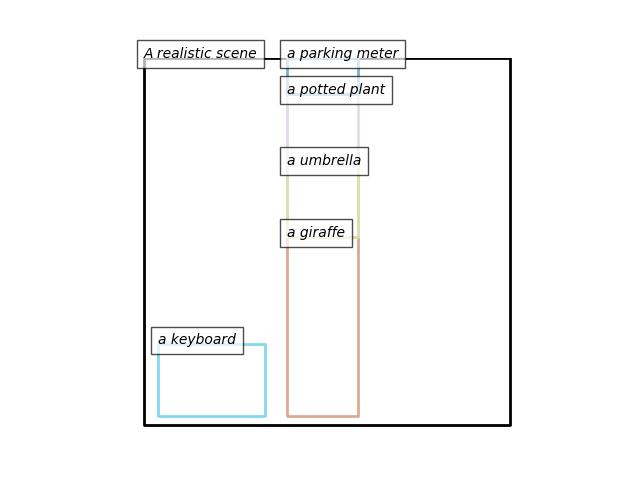 A realistic scene
a parking meter
a potted plant
a umbrella
a giraffe
a keyboard